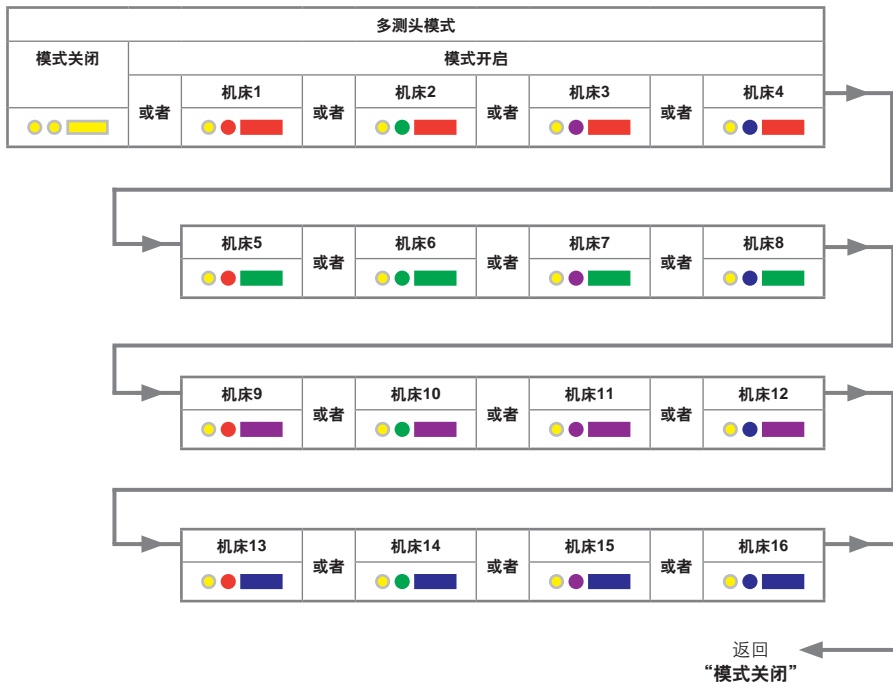 多测头模式
模式关闭
模式开启
或者
机床1
或者
机床2
或者
机床3
或者
机床4
机床5
或者
机床6
或者
机床7
或者
机床8
机床9
或者
机床10
或者
机床11
或者
机床12
机床13
或者
机床14
或者
机床15
或者
机床16
返回
“模式关闭”